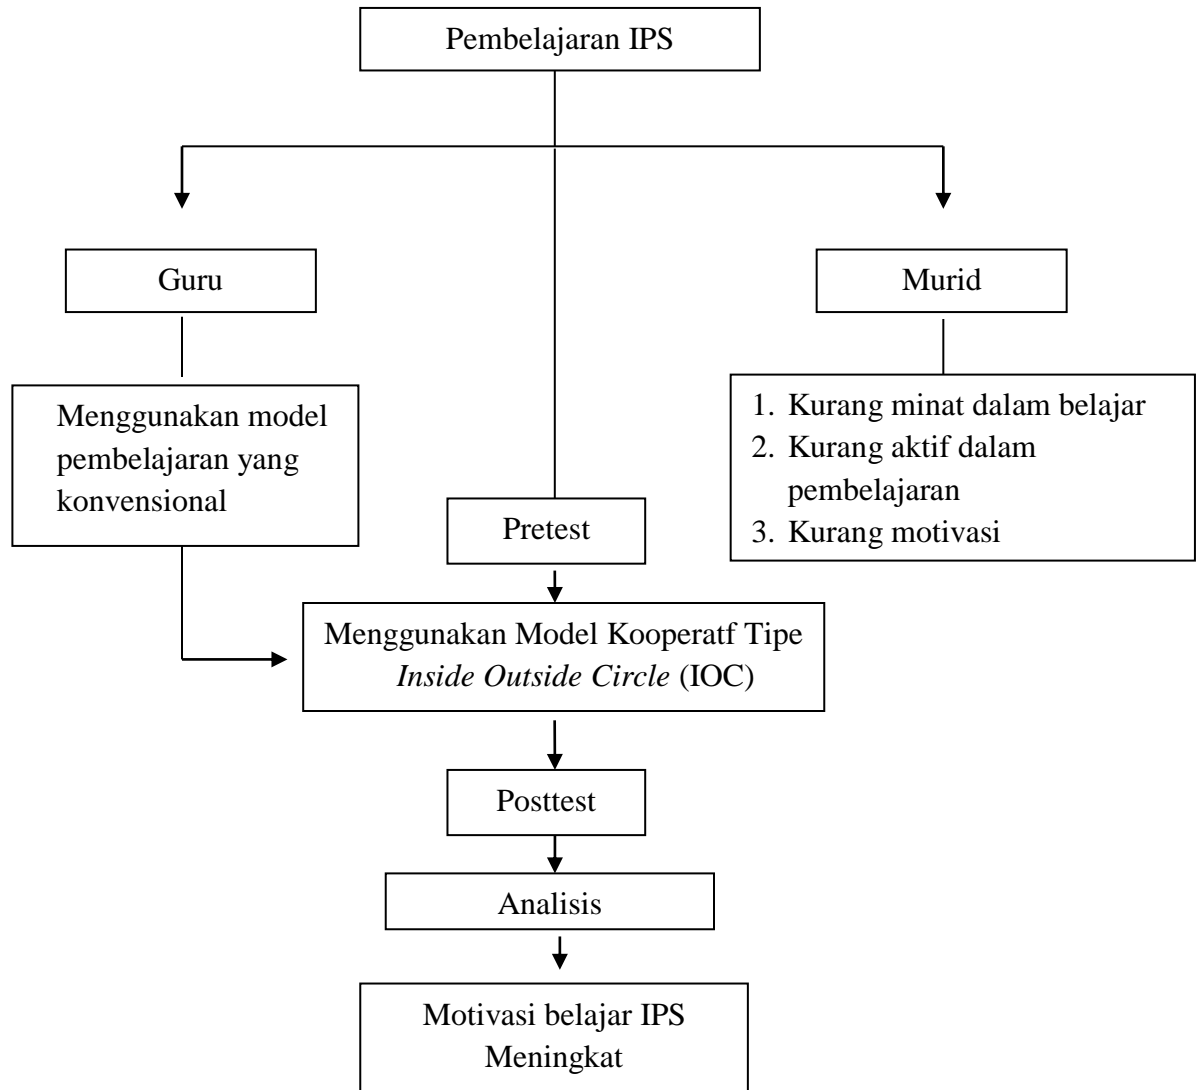 Pembelajaran IPS
Guru
Murid
Menggunakan model
pembelajaran yang
konvensional
1. Kurang minat dalam belajar
2. Kurang aktif dalam
pembelajaran
3. Kurang motivasi
Pretest
Menggunakan Model Kooperatf Tipe
Inside Outside Circle (IOC)
Posttest
Analisis
Motivasi belajar IPS
Meningkat